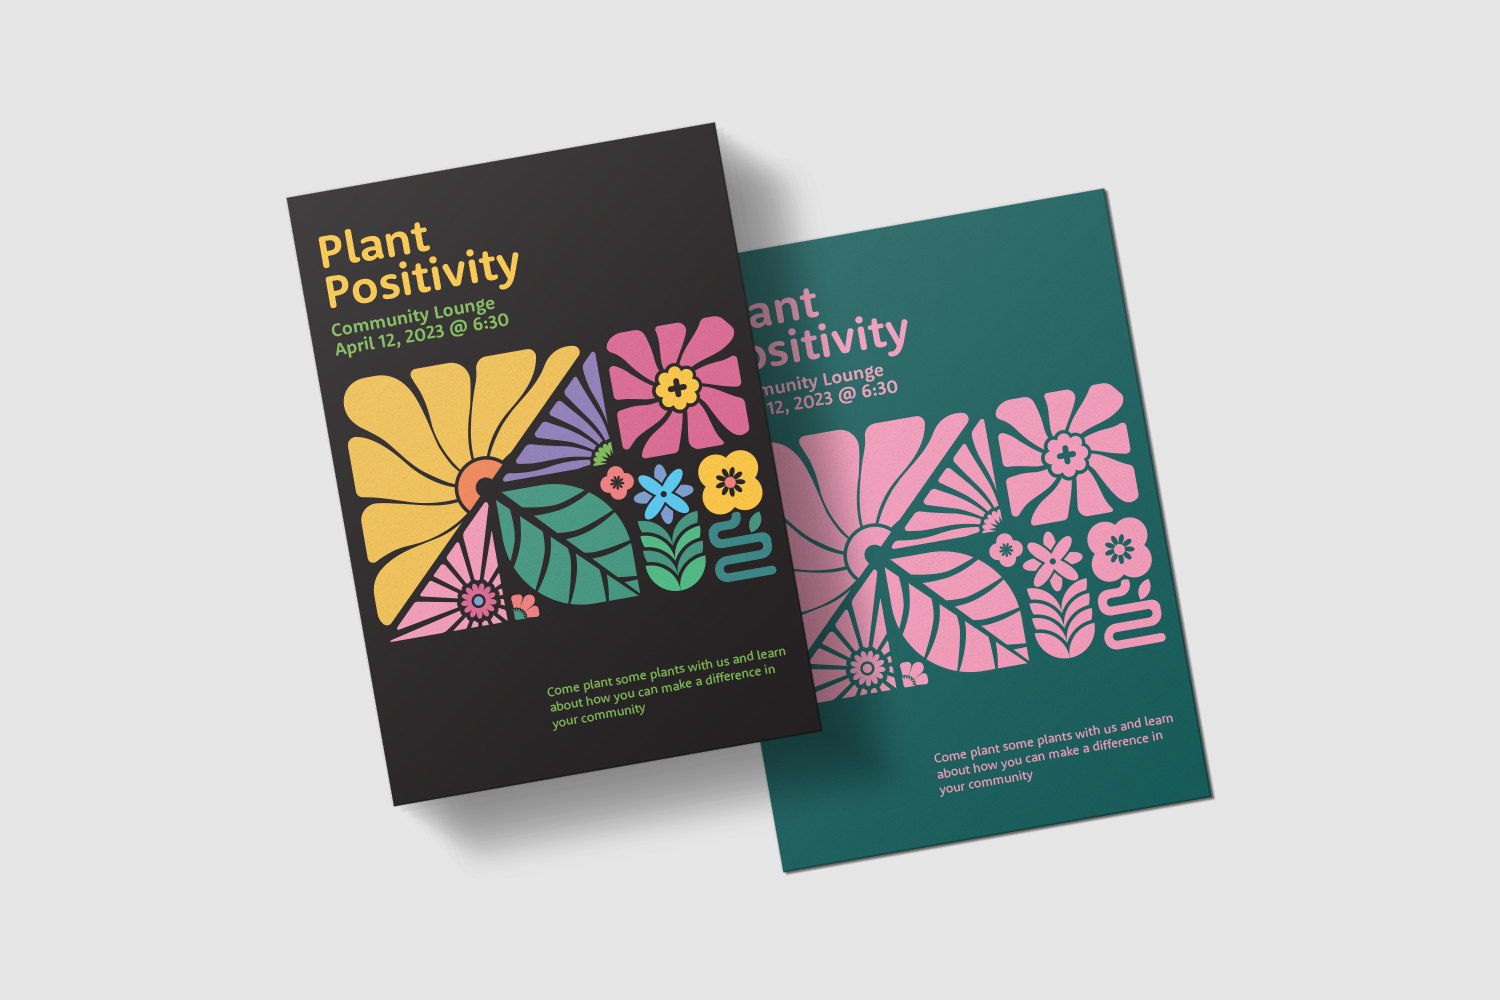 Plant
Positivity
Community Lounge
April 12, 2023 @ 6:30
Come plant some plants with us and learn
about how you can make a difference in
your community
ant
ositivity
munity Lounge
12, 2023 @ 6:30
Come plant some plants with us and learn
about how you can make a difference in
your community